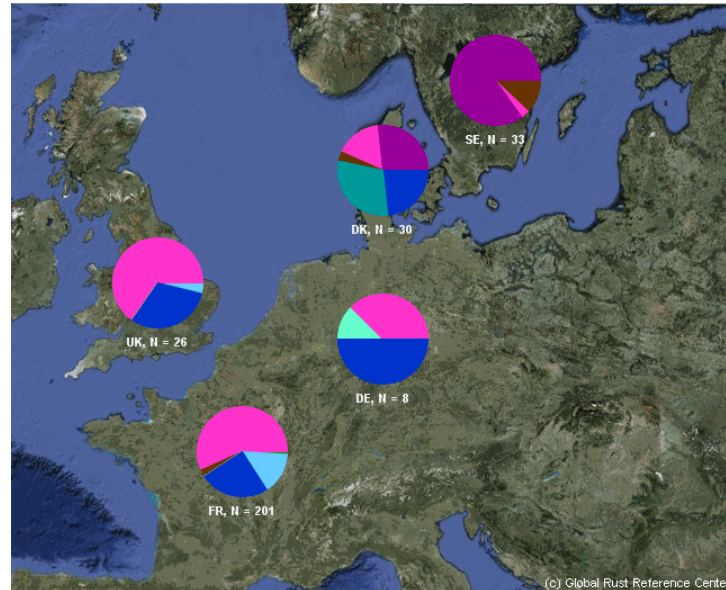 SE, N = 33
DK, N = 30
UK, N = 26
DE, N = 8
FR, N = 201
(c) Global Rust Reference Cente